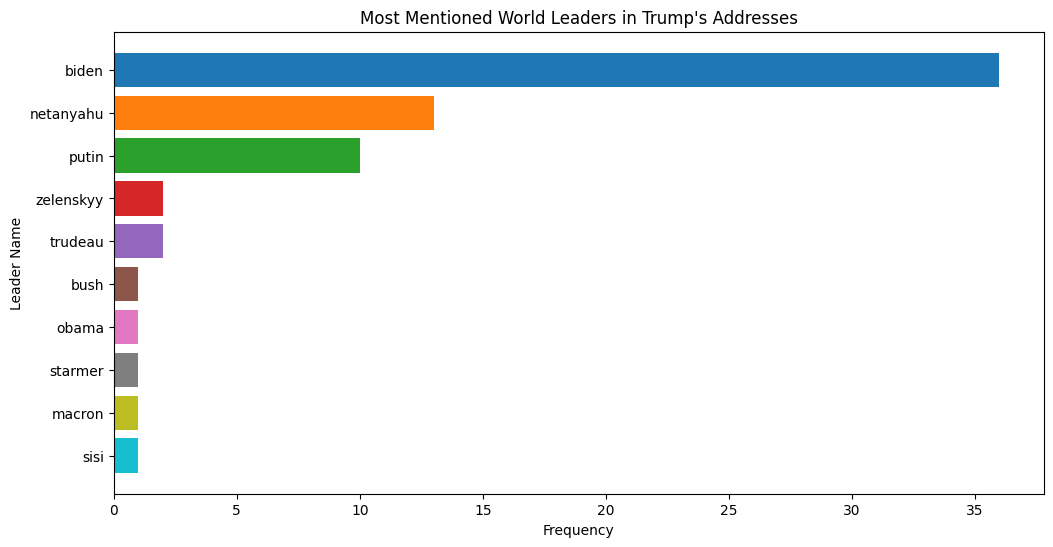 Most Mentioned World Leaders in Trump's Addresses
Leader Name
biden
netanyahu
putin
zelenskyy
trudeau
bush
obama
starmer
macron
sisi
0 5 10 15 20 25 30 35
Frequency